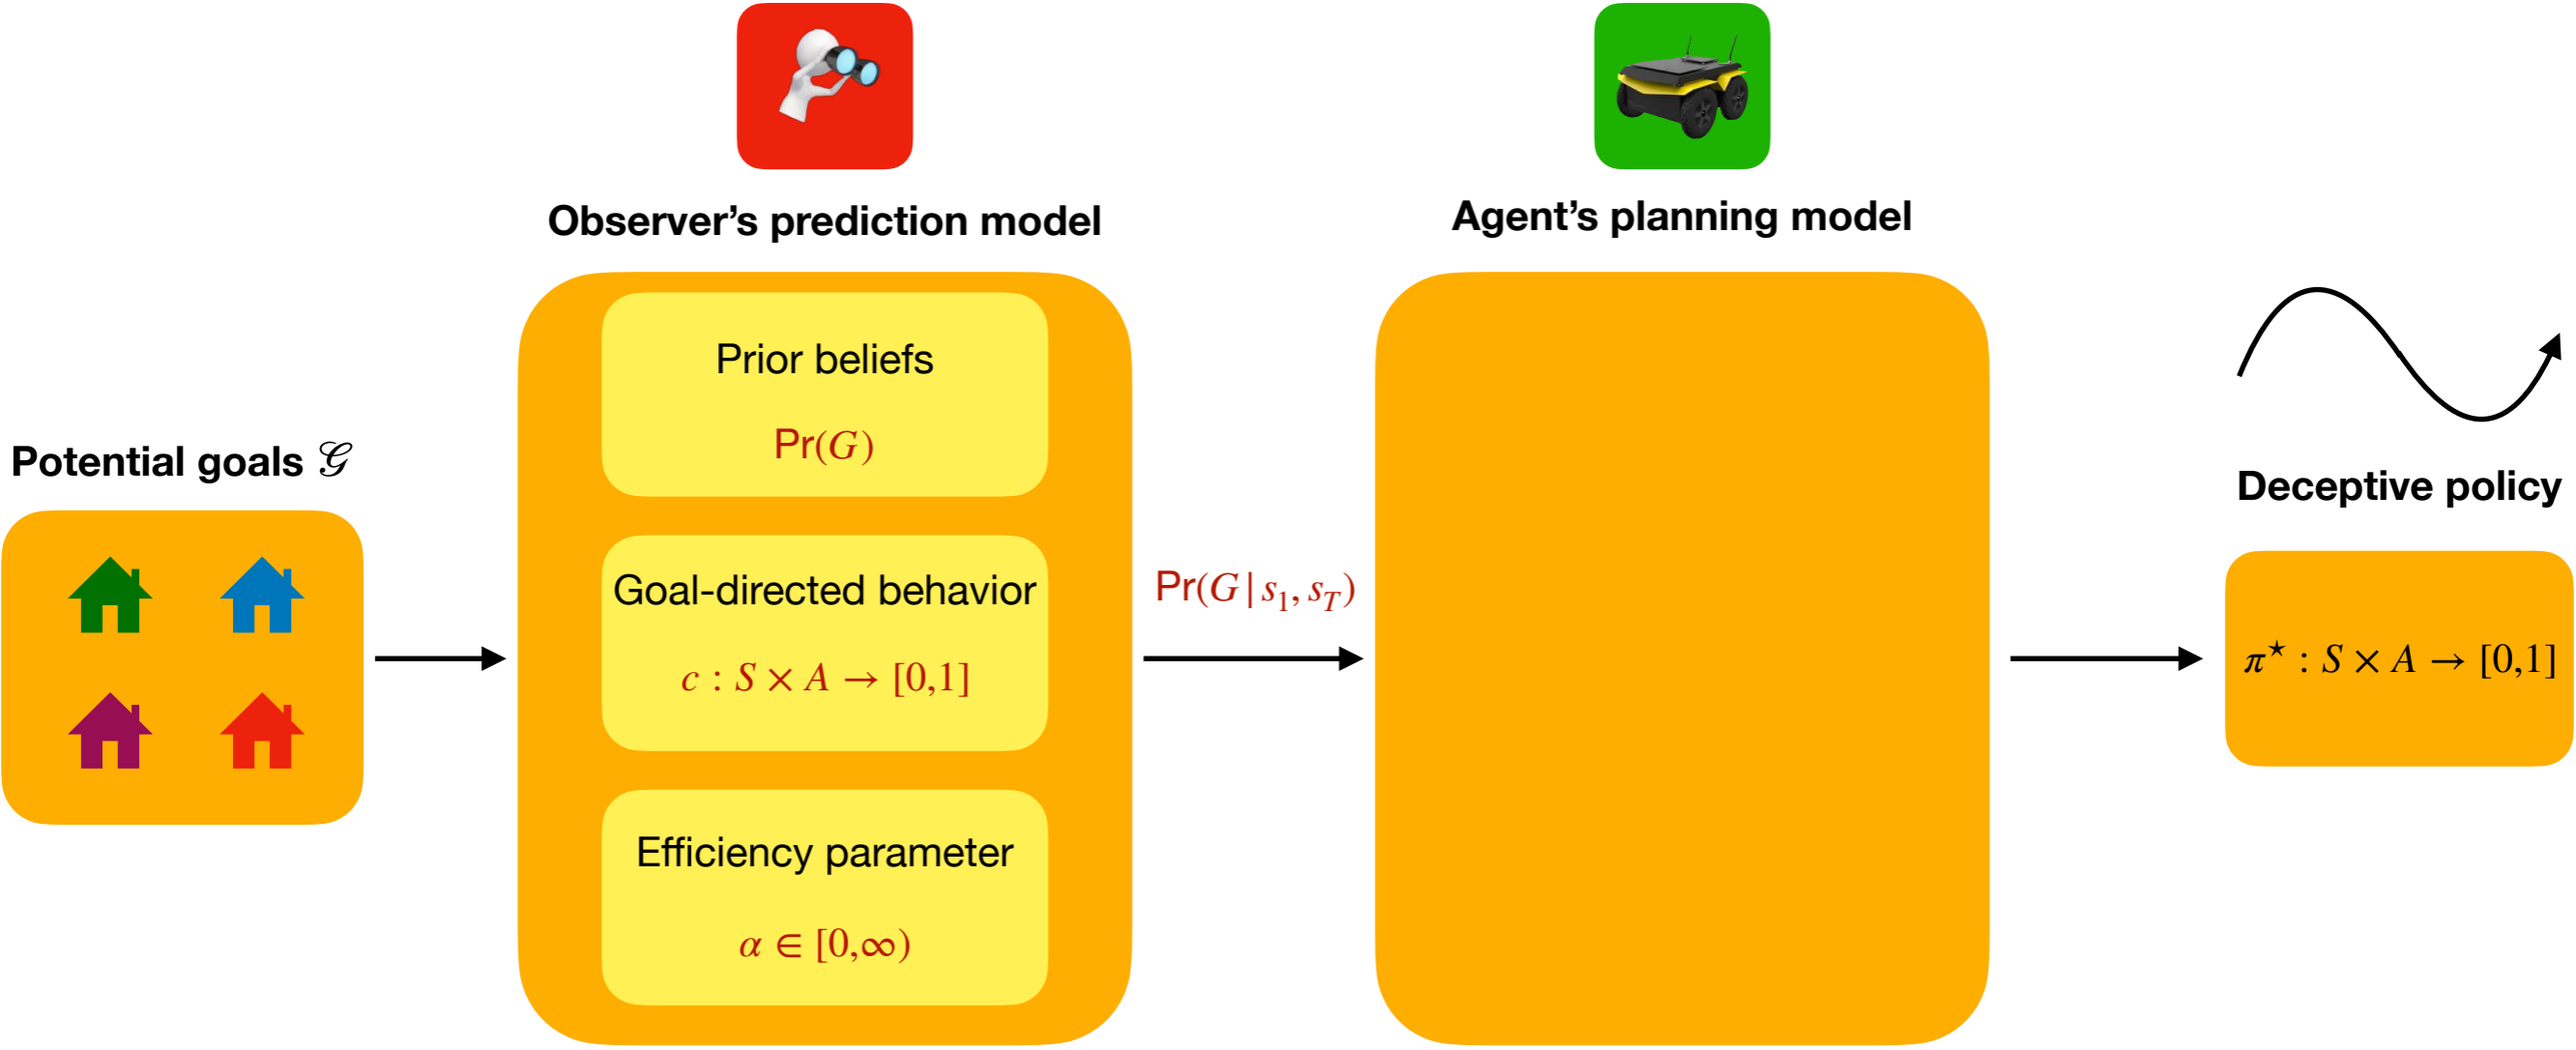 Observer’s prediction model
Agent’s planning model
Prior beliefs
Pr(G)
Potential goals 𝒢
Deceptive policy
Goal-directed behavior
Pr(G | s₁, s_T)
c : S × A → [0,1]
π⋆ : S × A → [0,1]
Efficiency parameter
α ∈ [0,∞)